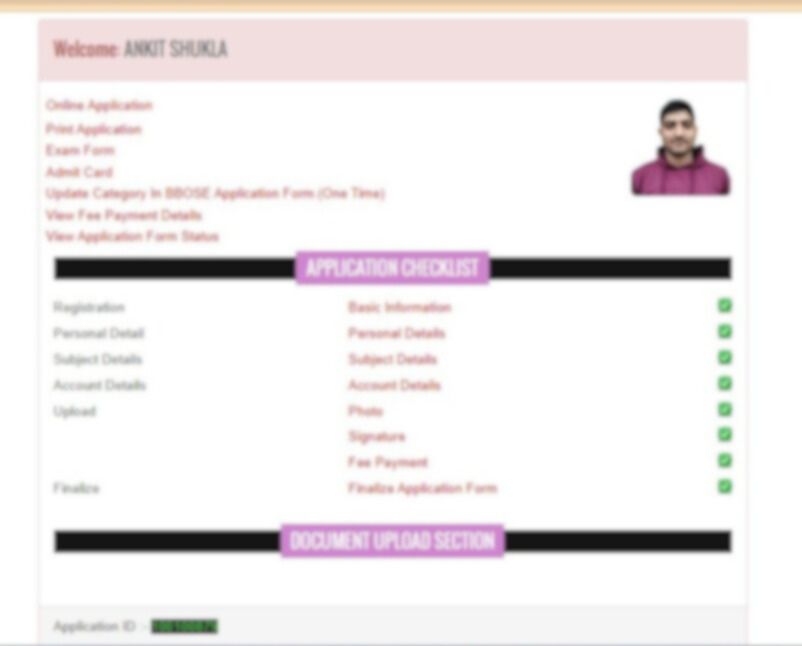 Welcome: ANKIT SHUKLA
Online Application
Print Application
Exam Form
Admit Card
Update Category In BBOSE Application Form (One Time)
View Fee Payment Details
View Application Form Status
APPLICATION CHECKLIST
Registration Basic Information
Personal Detail Personal Details
Subject Details Subject Details
Account Details Account Details
Upload Photo
Signature
Fee Payment
Finalize Finalize Application Form
DOCUMENT UPLOAD SECTION
Application ID :-